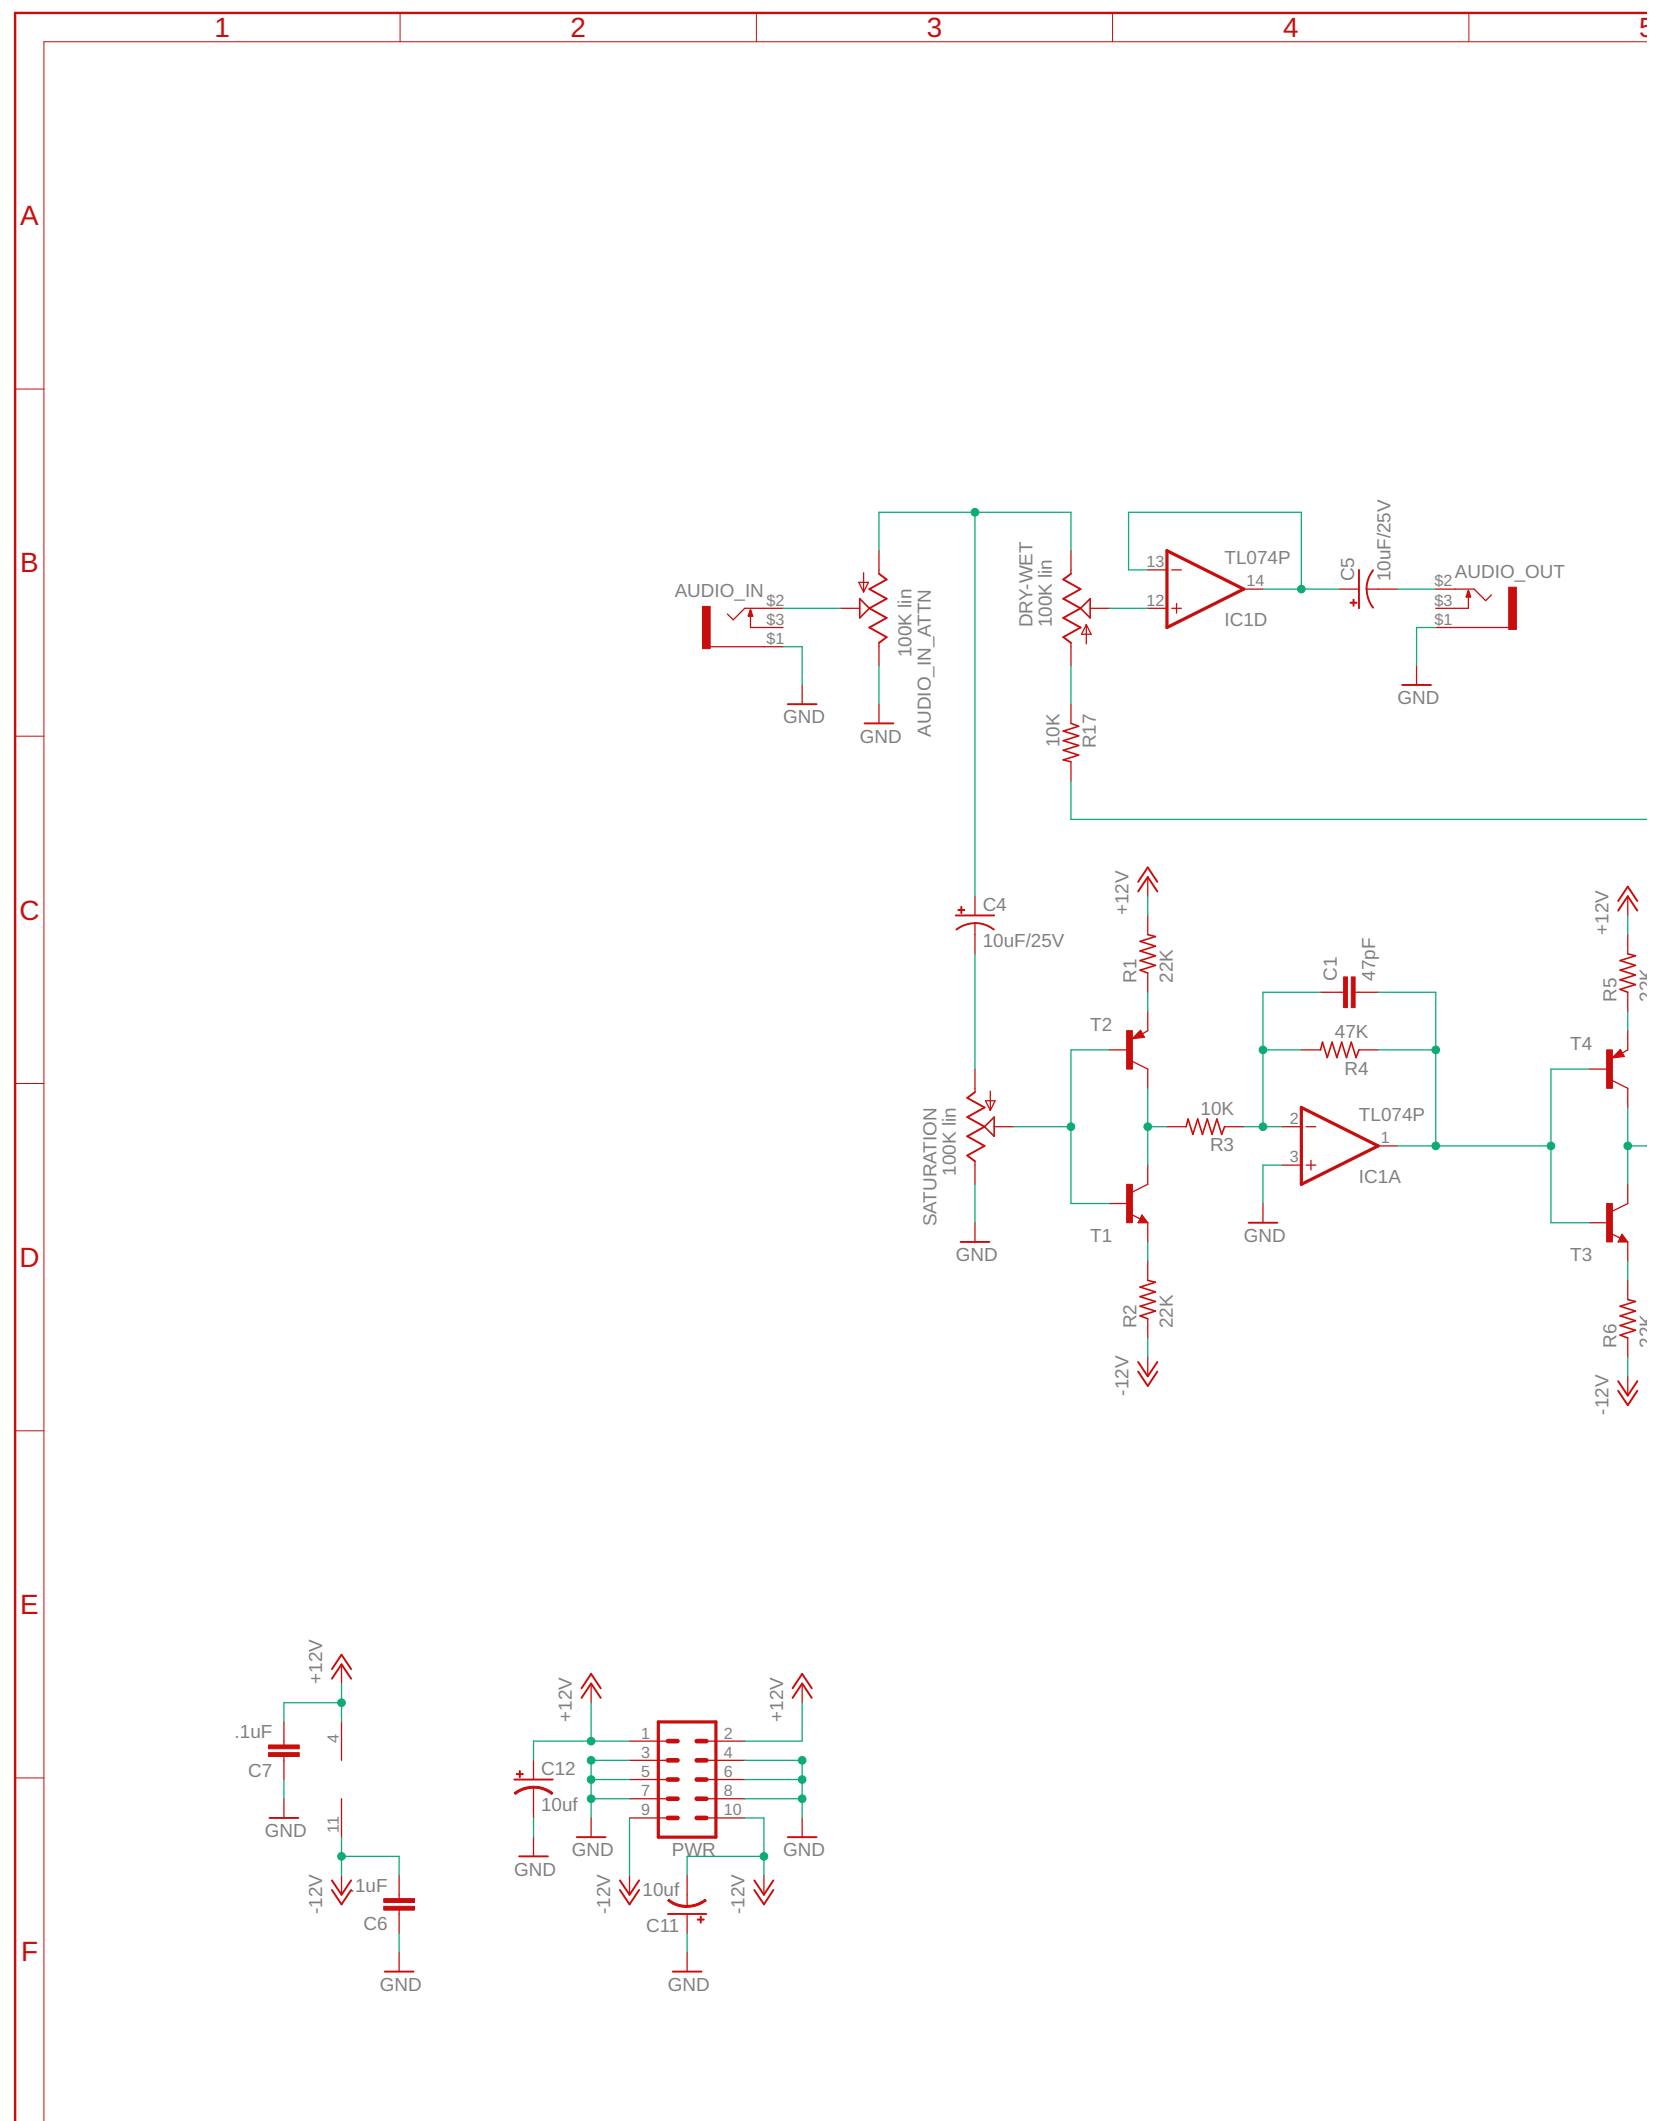 1
2
3
4
A
B
C
D
E
F
AUDIO_IN
$2
$3
$1
GND
100K lin
AUDIO_IN_ATTN
GND
DRY-WET
100K lin
10K
R17
13
12
14
TL074P
IC1D
C5
10uF/25V
AUDIO_OUT
$2
$3
$1
GND
C4
10uF/25V
SATURATION
100K lin
GND
+12V
R1
22K
T2
T1
R2
22K
-12V
10K
R3
C1
47pF
47K
R4
2
3
1
TL074P
IC1A
GND
+12V
R5
T4
T3
R6
-12V
+12V
.1uF
C7
4
GND
11
-12V
.1uF
C6
GND
+12V
C12
10uf
GND
1
3
5
7
9
2
4
6
8
10
+12V
GND
PWR
GND
-12V
10uf
C11
-12V
GND